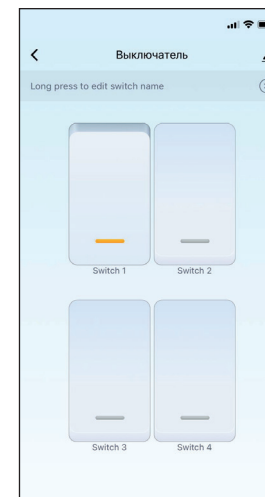 Выключатель
Long press to edit switch name
Switch 1 Switch 2
Switch 3 Switch 4